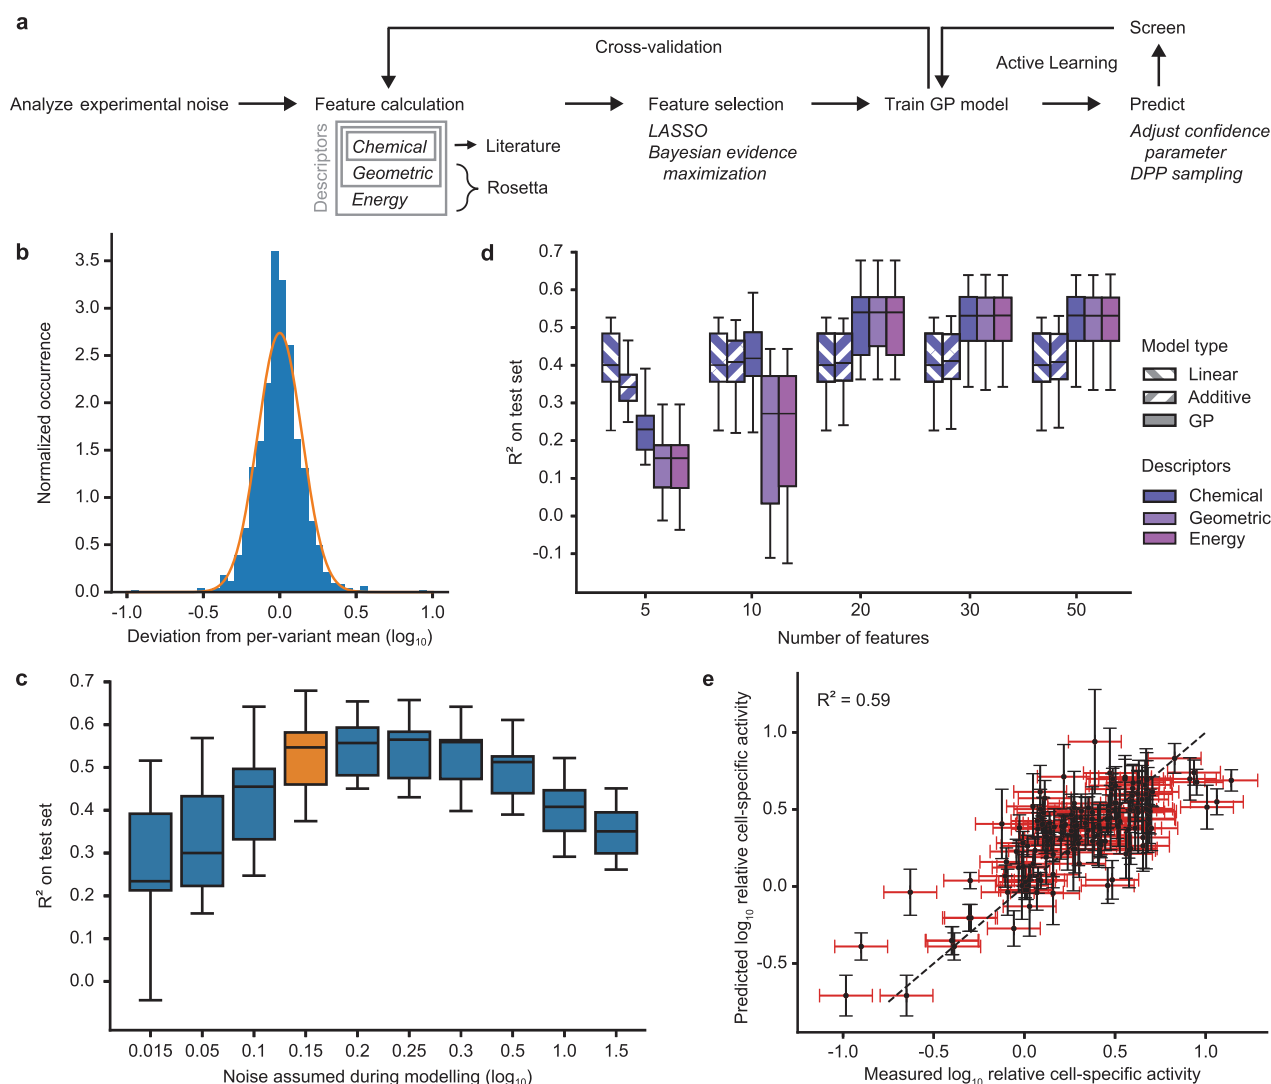 a
Screen
Cross-validation
Active Learning
Analyze experimental noise
Feature calculation
Feature selection
Train GP model
Predict
Descriptors
Chemical
Geometric
Energy
Literature
Rosetta
LASSO
Bayesian evidence
maximization
Adjust confidence
parameter
DPP sampling
b
Normalized occurrence
3.5
3.0
2.5
2.0
1.5
1.0
0.5
0.0
-1.0 -0.5 0.0 0.5 1.0
Deviation from per-variant mean (log₁₀)
d
R² on test set
0.7
0.6
0.5
0.4
0.3
0.2
0.1
0.0
-0.1
5 10 20 30 50
Number of features
Model type
Linear
Additive
GP
Descriptors
Chemical
Geometric
Energy
c
R² on test set
0.7
0.6
0.5
0.4
0.3
0.2
0.1
0.0
0.015 0.05 0.1 0.15 0.2 0.25 0.3 0.5 1.0 1.5
Noise assumed during modelling (log₁₀)
e
R² = 0.59
Predicted log₁₀ relative cell-specific activity
1.0
0.5
0.0
-0.5
-1.0 -0.5 0.0 0.5 1.0
Measured log₁₀ relative cell-specific activity